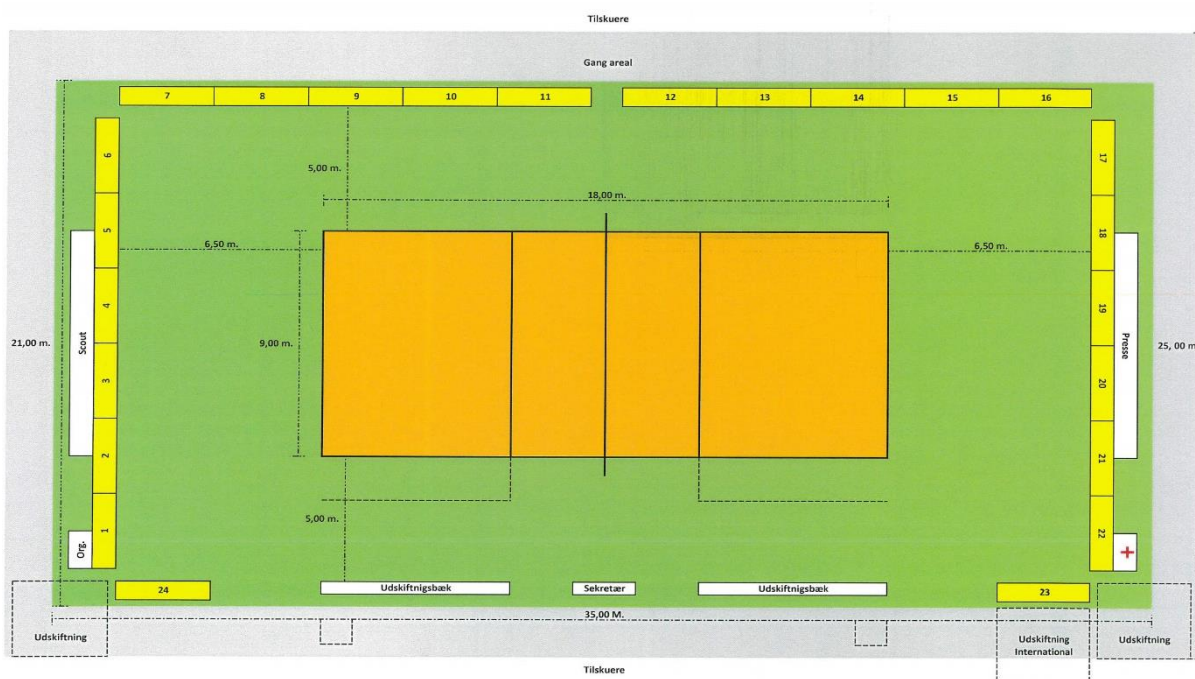 Tilskuere
Gang areal
7 8 9 10 11 12 13 14 15 16
6
5
4
3
2
1
17
18
19
20
21
22
5,00 m.
18,00 m.
6,50 m.
6,50 m.
21,00 m.
Scout
9,00 m.
Presse
25, 00 m
Org.
5,00 m.
24
Udskiftnigsbæk
Sekretær
Udskiftnigsbæk
23
35,00 M.
Udskiftning
Udskiftning
International
Udskiftning
Tilskuere